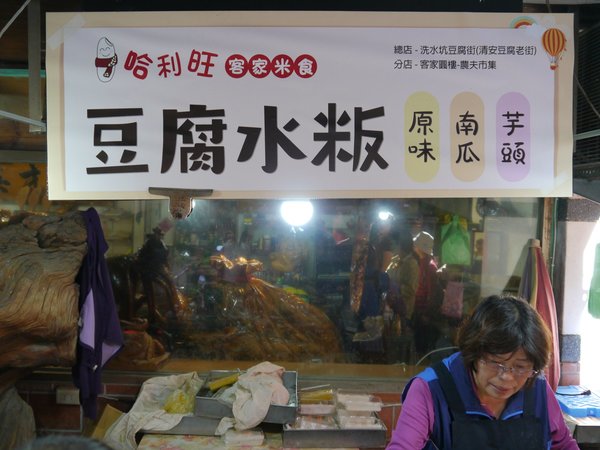 哈利旺 客家米食
總店 - 洗水坑豆腐街(清安豆腐老街)
分店 - 客家圓樓-農夫市集
豆腐水粄
原味
南瓜
芋頭